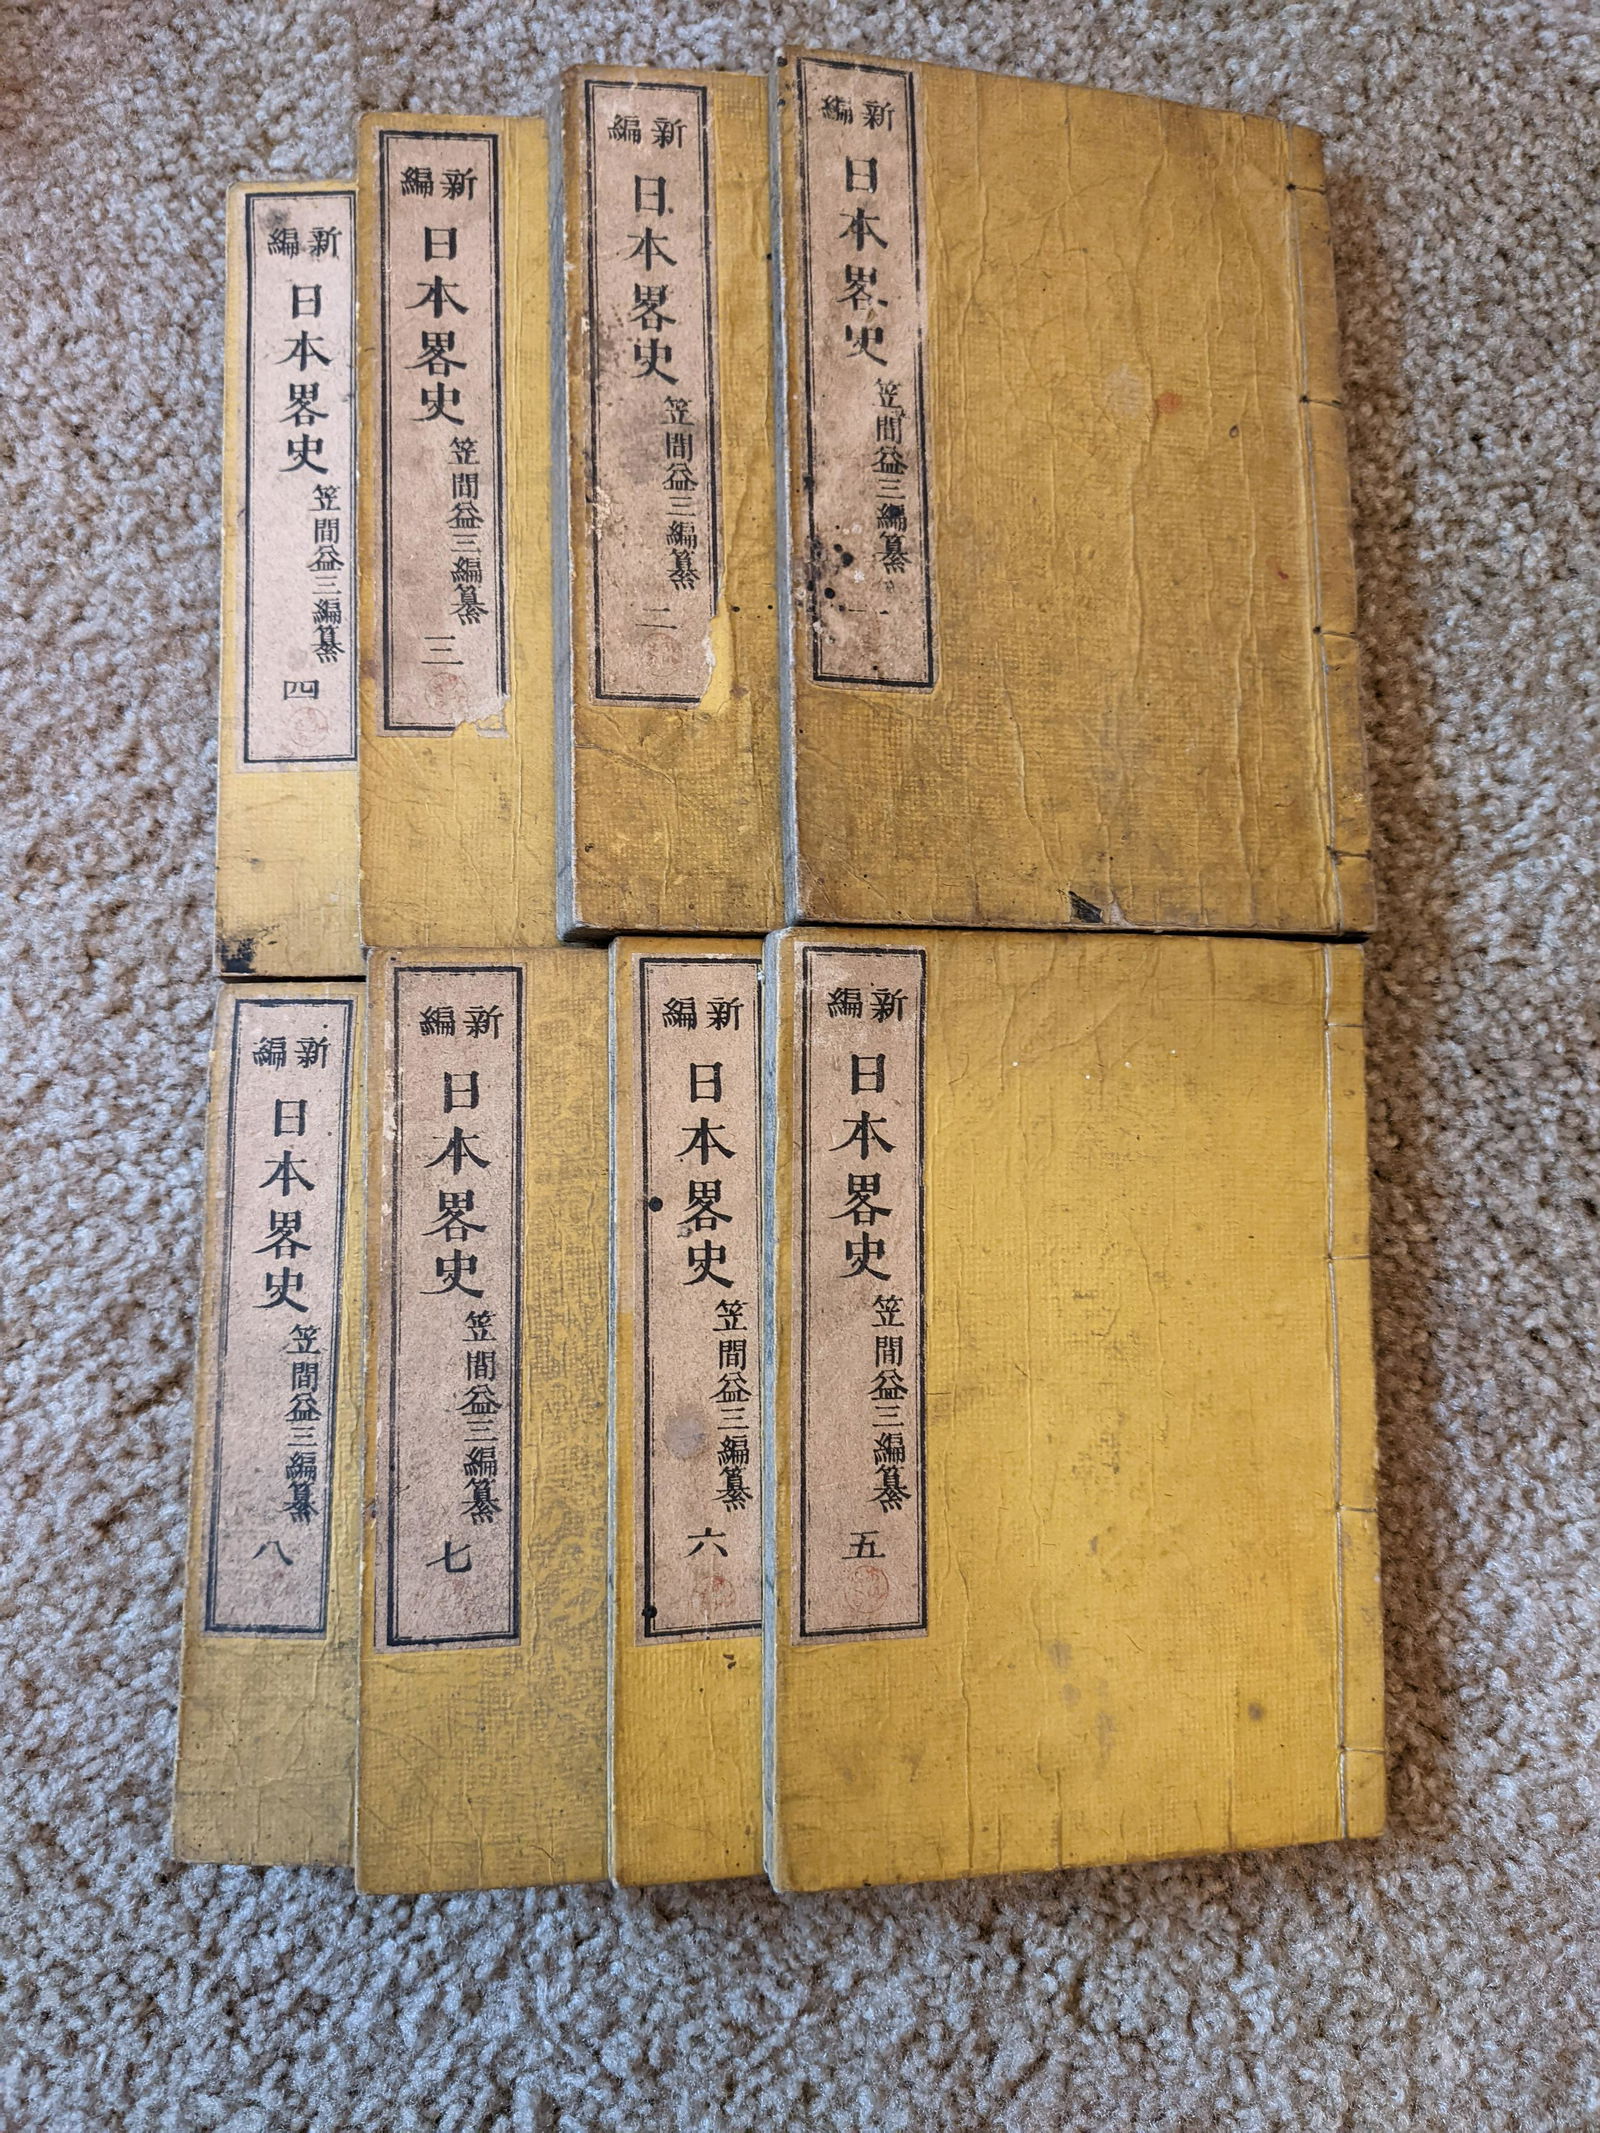 新編
日本畧史
笠間益三編纂
一
新編
日本畧史
笠間益三編纂
二
新編
日本畧史
笠間益三編纂
三
新編
日本畧史
笠間益三編纂
四
新編
日本畧史
笠間益三編纂
五
新編
日本畧史
笠間益三編纂
六
新編
日本畧史
笠間益三編纂
七
新編
日本畧史
笠間益三編纂
八